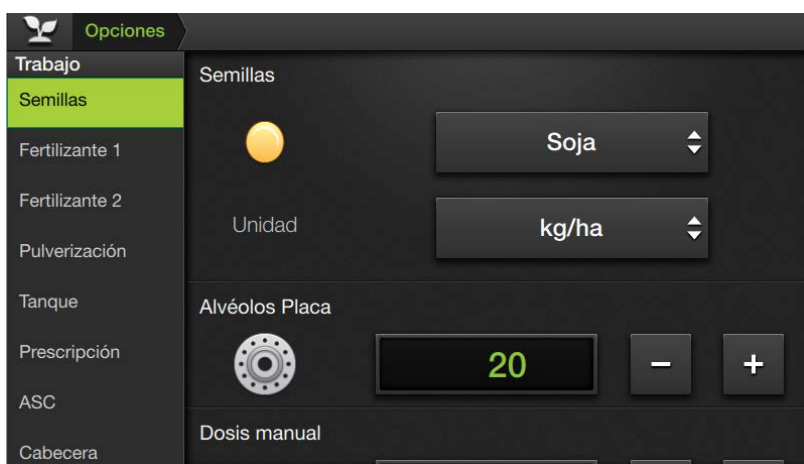 Opciones
Trabajo
Semillas
Fertilizante 1
Fertilizante 2
Pulverización
Tanque
Prescripción
ASC
Cabecera
Semillas
Soja
Unidad
kg/ha
Alvéolos Placa
20
− +
Dosis manual